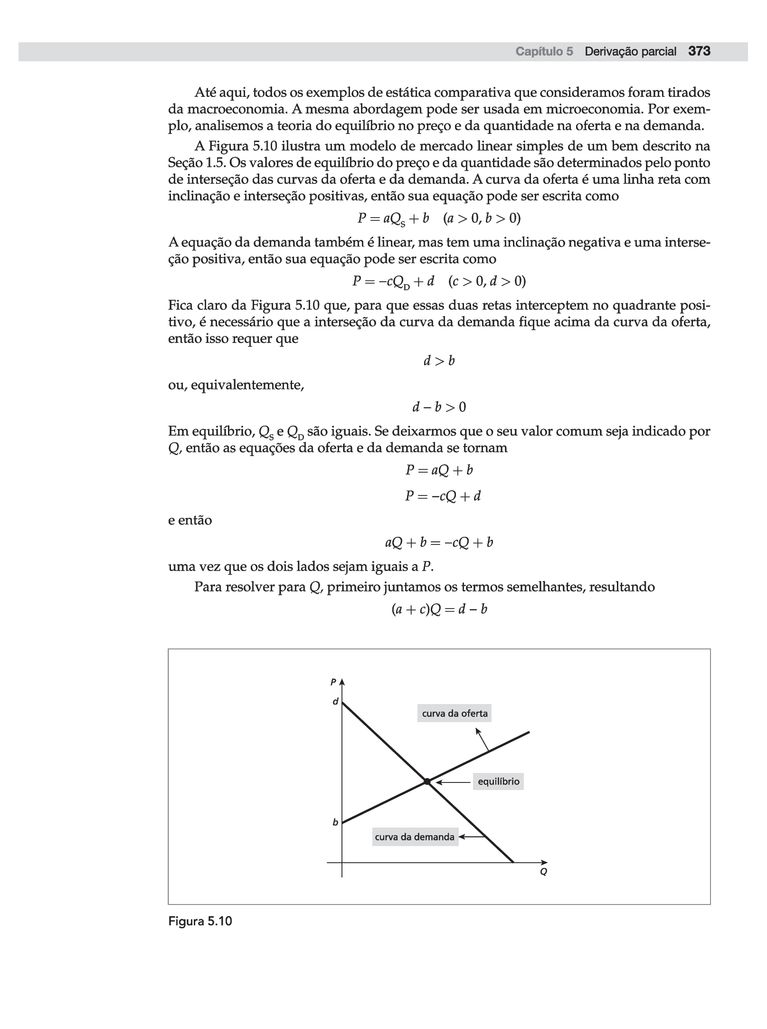 Capítulo 5 Derivação parcial 373
Até aqui, todos os exemplos de estática comparativa que consideramos foram tirados
da macroeconomia. A mesma abordagem pode ser usada em microeconomia. Por exem-
plo, analisemos a teoria do equilíbrio no preço e da quantidade na oferta e na demanda.
A Figura 5.10 ilustra um modelo de mercado linear simples de um bem descrito na
Seção 1.5. Os valores de equilíbrio do preço e da quantidade são determinados pelo ponto
de interseção das curvas da oferta e da demanda. A curva da oferta é uma linha reta com
inclinação e interseção positivas, então sua equação pode ser escrita como
P = aQ_S + b (a > 0, b > 0)
A equação da demanda também é linear, mas tem uma inclinação negativa e uma interse-
ção positiva, então sua equação pode ser escrita como
P = –cQ_D + d (c > 0, d > 0)
Fica claro da Figura 5.10 que, para que essas duas retas interceptem no quadrante posi-
tivo, é necessário que a interseção da curva da demanda fique acima da curva da oferta,
então isso requer que
d > b
ou, equivalentemente,
d – b > 0
Em equilíbrio, Q_S e Q_D são iguais. Se deixarmos que o seu valor comum seja indicado por
Q, então as equações da oferta e da demanda se tornam
P = aQ + b
P = –cQ + d
e então
aQ + b = –cQ + b
uma vez que os dois lados sejam iguais a P.
Para resolver para Q, primeiro juntamos os termos semelhantes, resultando
(a + c)Q = d – b
P
d
curva da oferta
equilíbrio
b
curva da demanda
Q
Figura 5.10